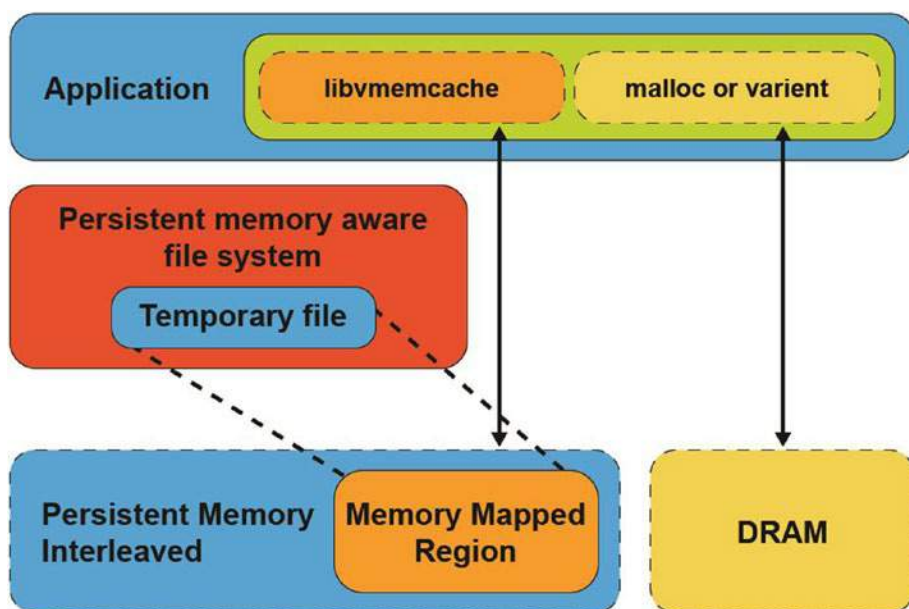 Application
libvmemcache
malloc or varient
Persistent memory aware
file system
Temporary file
Persistent Memory
Interleaved
Memory Mapped
Region
DRAM